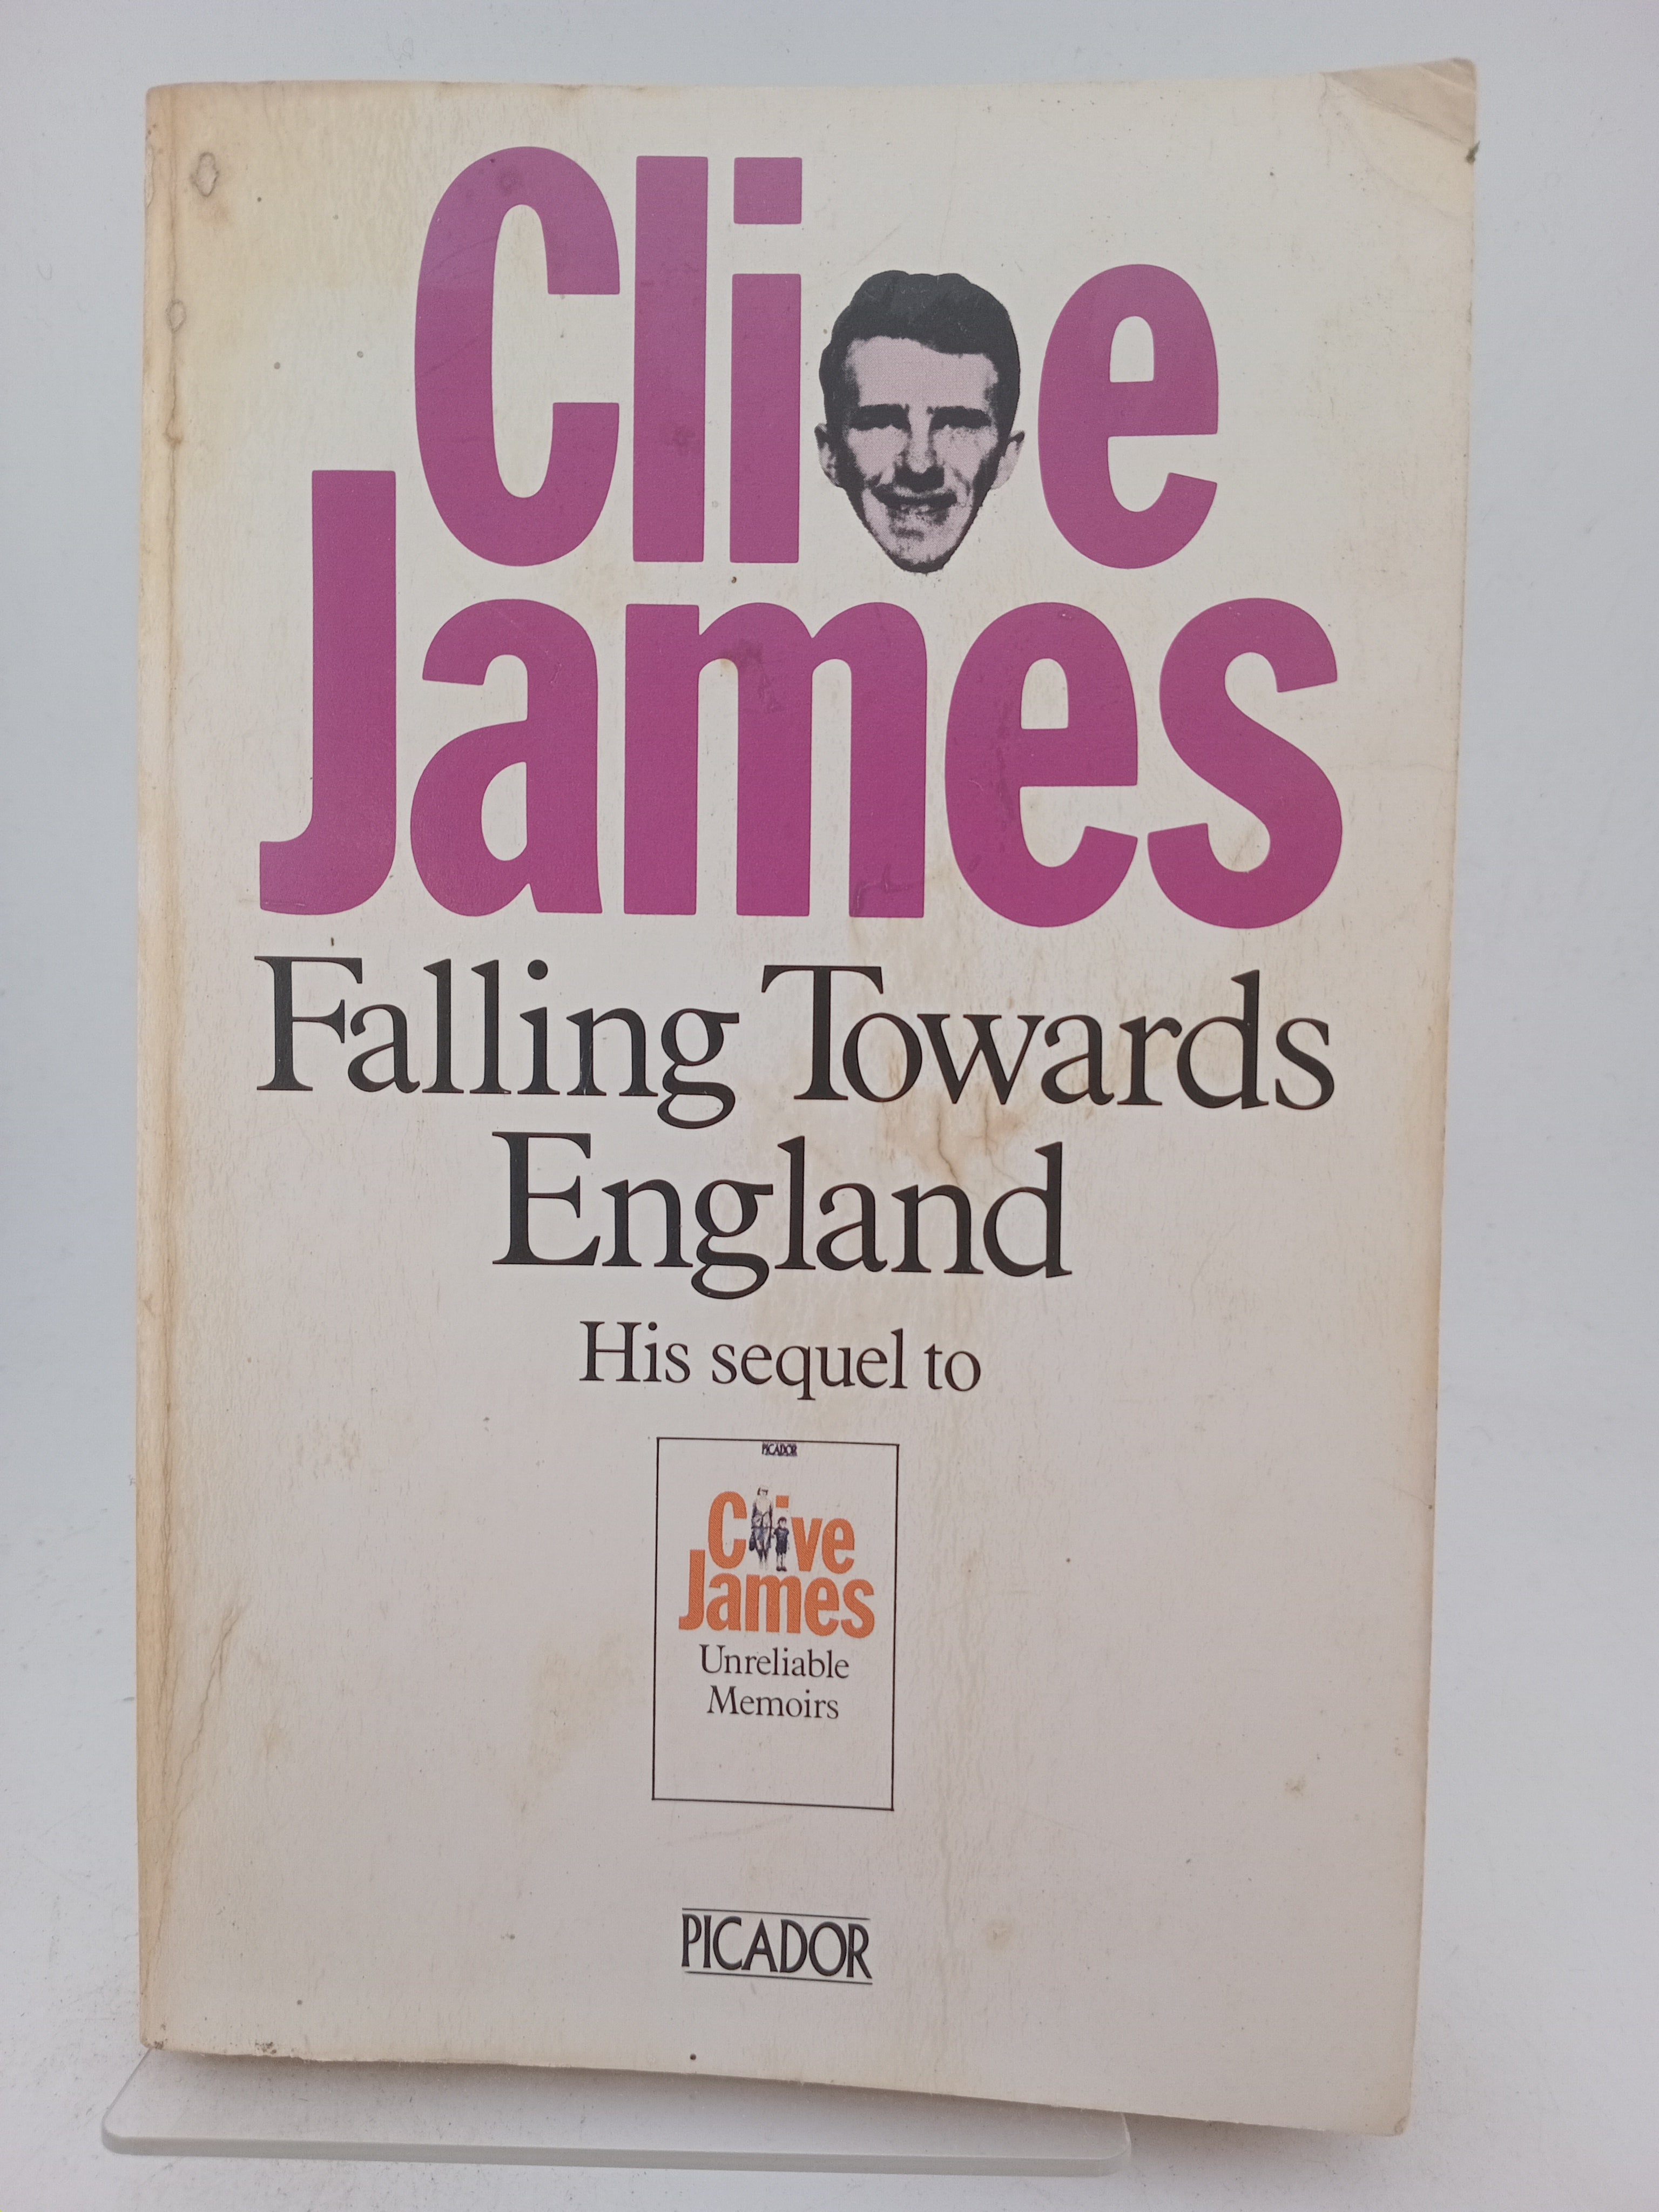 Clive
James
Falling Towards
England
His sequel to
PICADOR
Clive
James
Unreliable
Memoirs
PICADOR